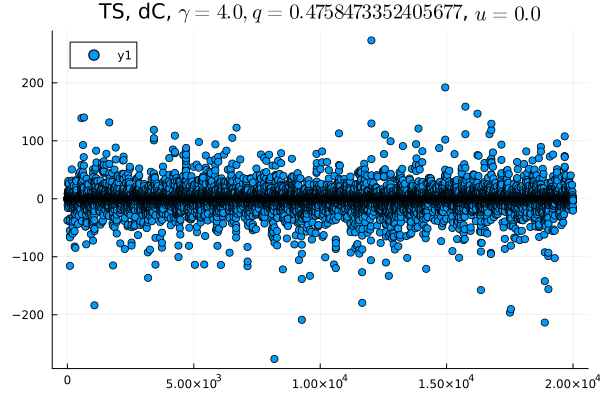 TS, dC, γ = 4.0, q = 0.4758473352405677, u = 0.0
y1
200
100
0
−100
−200
0 5.00×10³ 1.00×10⁴ 1.50×10⁴ 2.00×10⁴